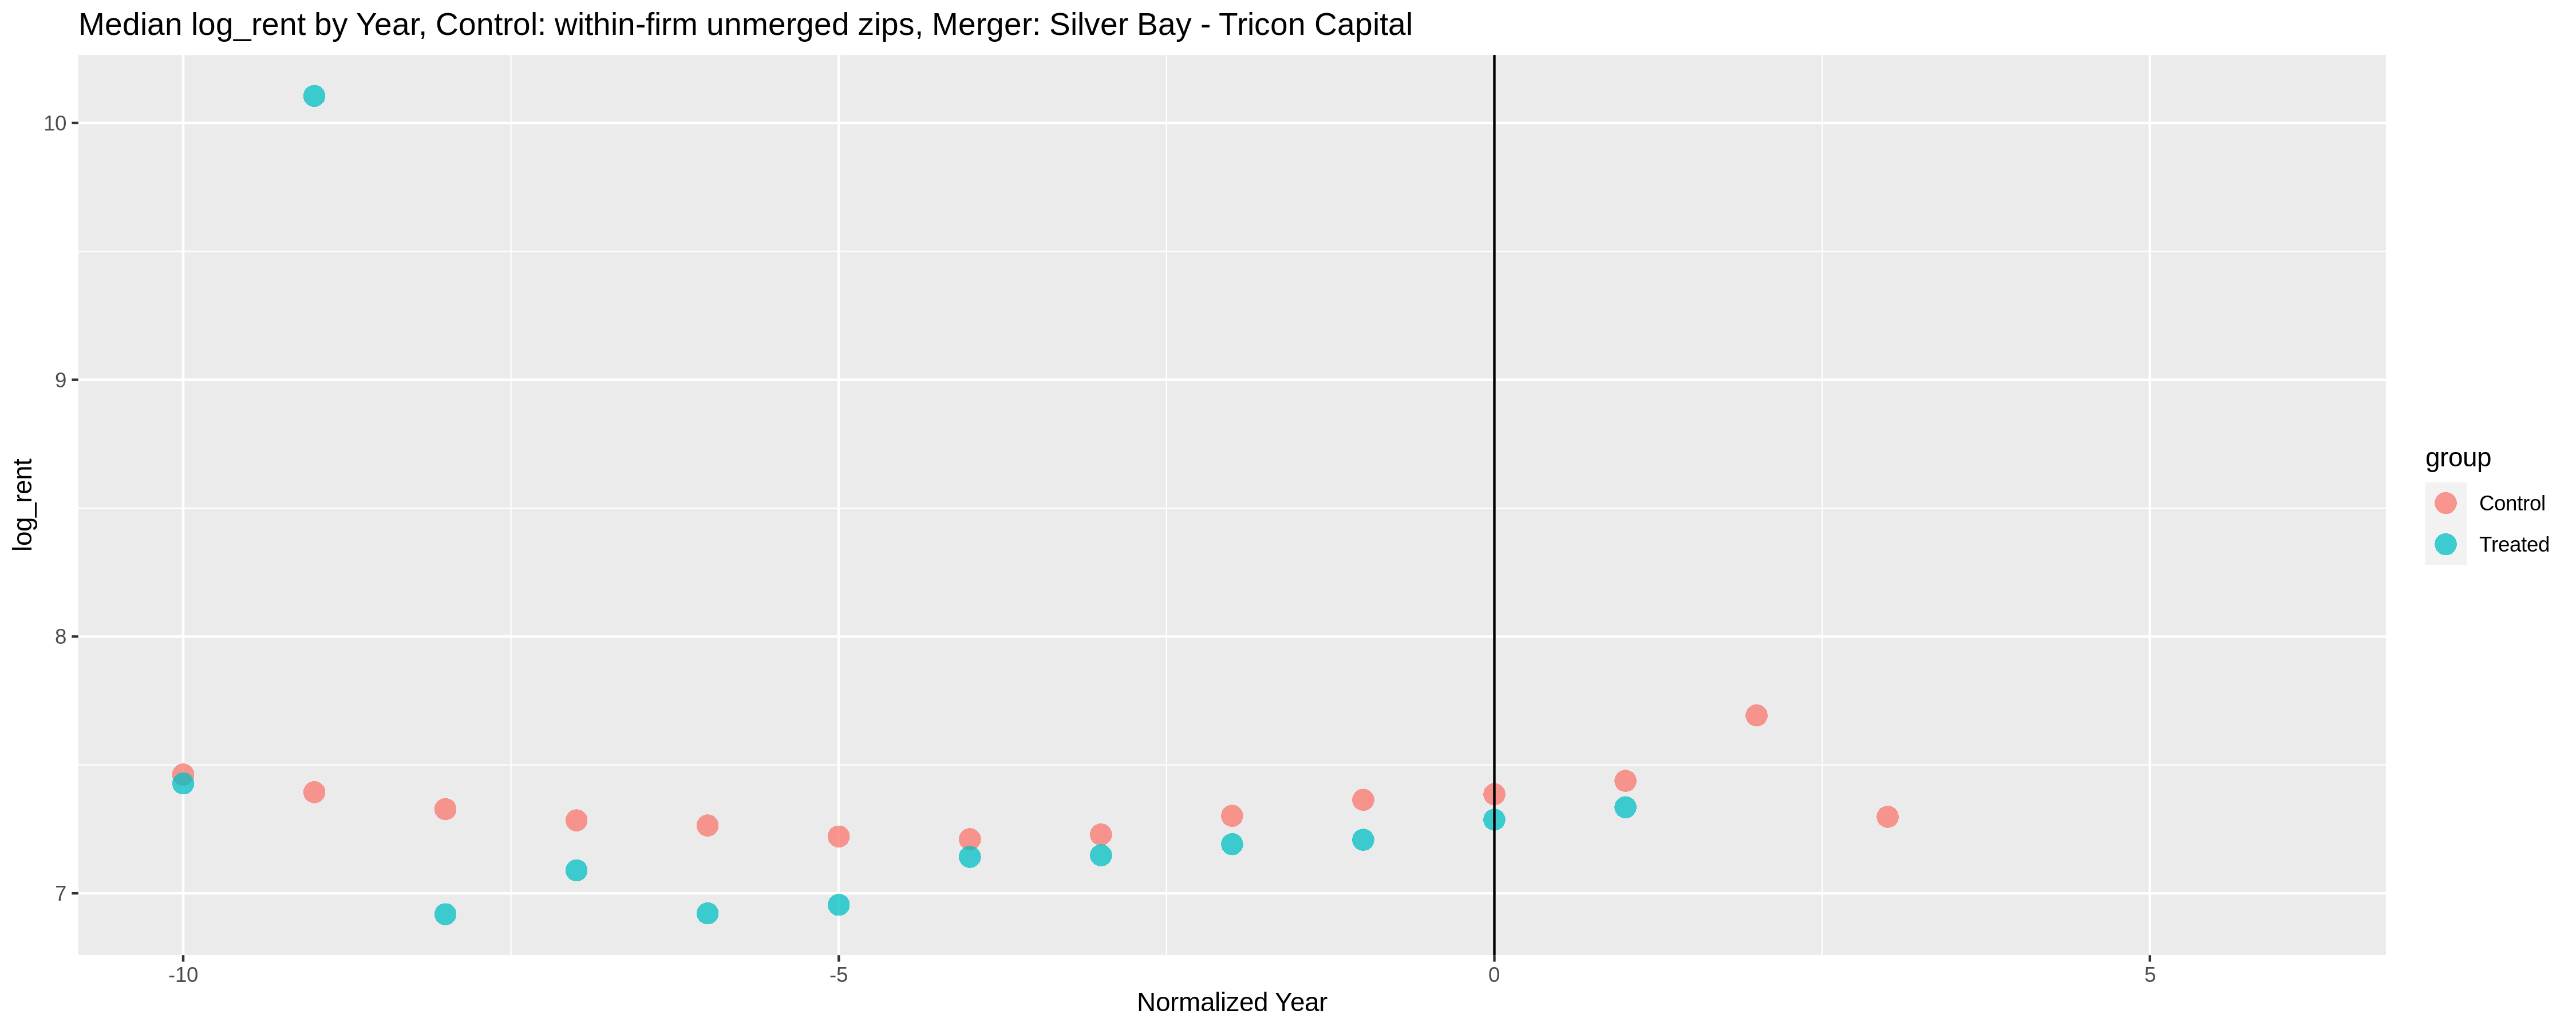 Median log_rent by Year, Control: within-firm unmerged zips, Merger: Silver Bay - Tricon Capital
10
9
8
7
log_rent
-10
-5
0
5
Normalized Year
group
Control
Treated